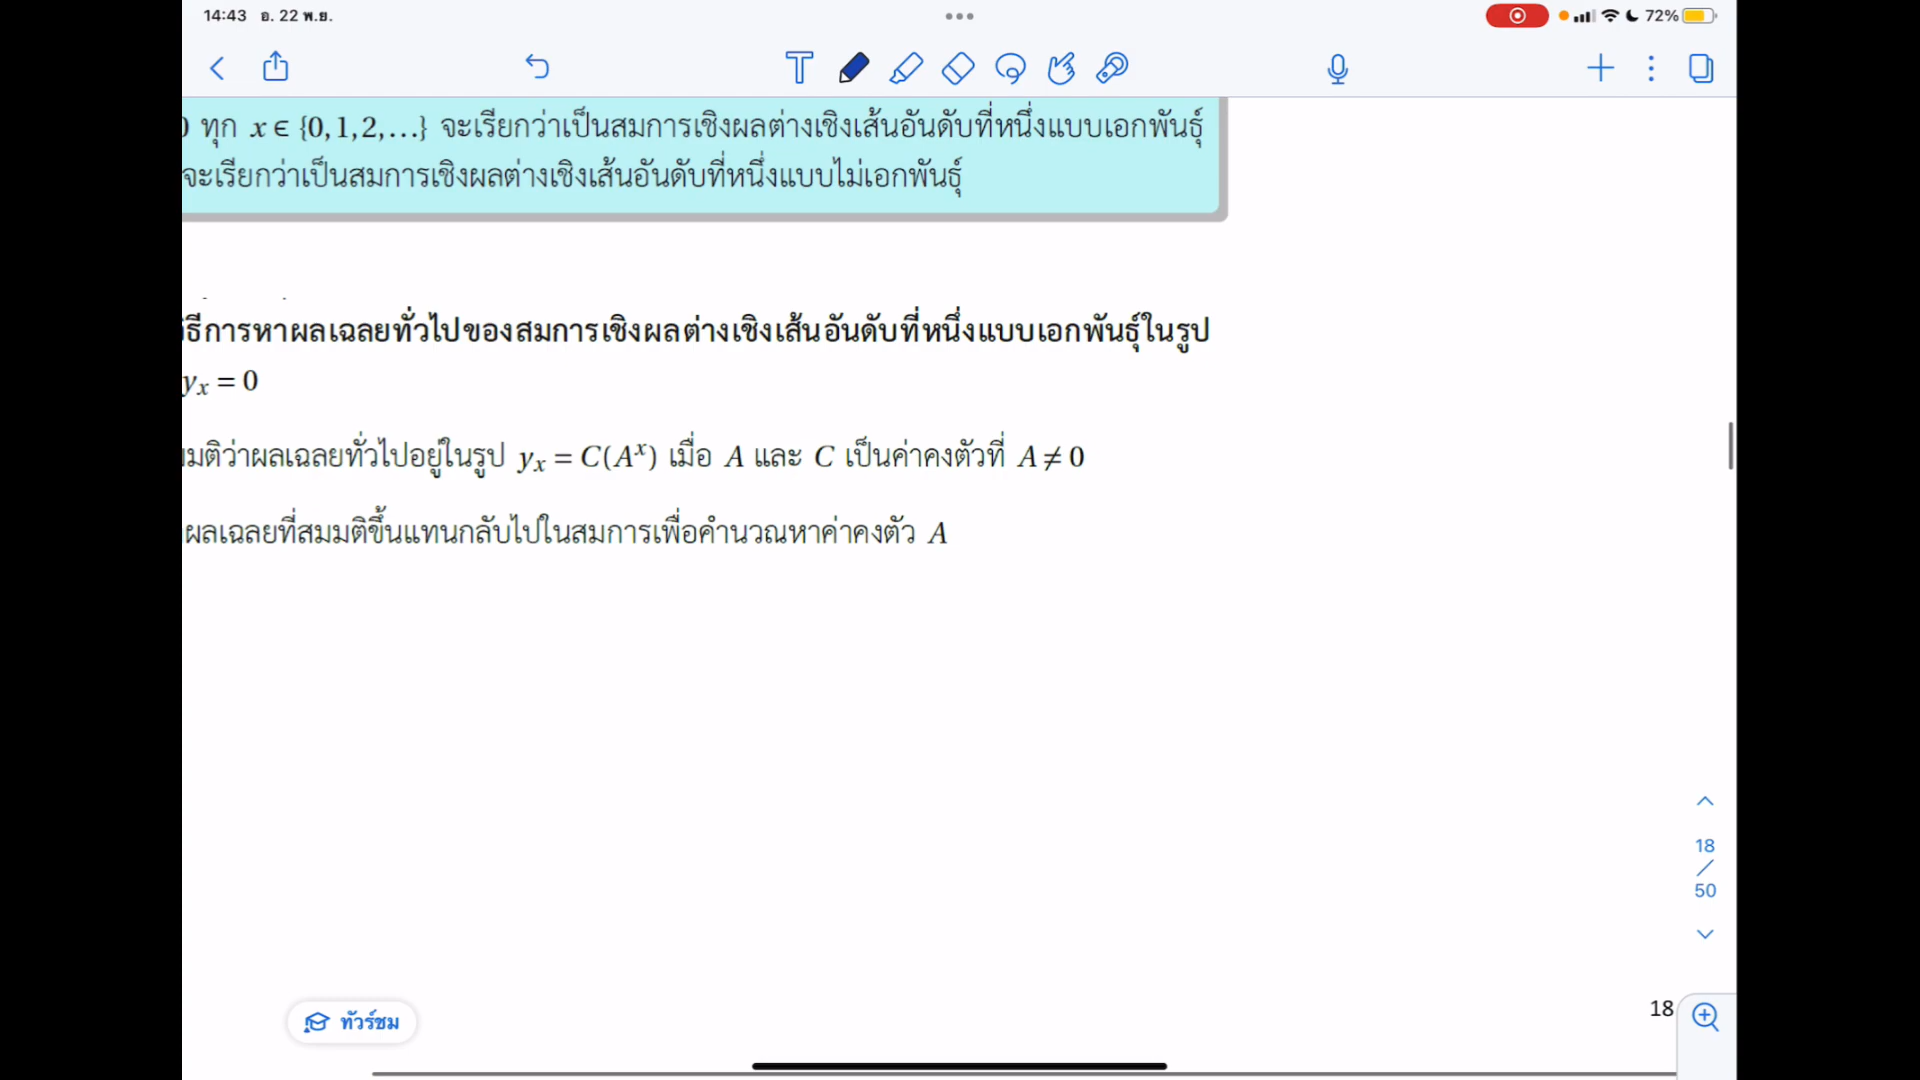 14:43 อ. 22 พ.ย.
72%
ทุก x ∈ {0,1,2,…} จะเรียกว่าเป็นสมการเชิงผลต่างเชิงเส้นอันดับที่หนึ่งแบบเอกพันธุ์
จะเรียกว่าเป็นสมการเชิงผลต่างเชิงเส้นอันดับที่หนึ่งแบบไม่เอกพันธุ์
วิธีการหาผลเฉลยทั่วไปของสมการเชิงผลต่างเชิงเส้นอันดับที่หนึ่งแบบเอกพันธุ์ในรูป
yₓ = 0
มมติว่าผลเฉลยทั่วไปอยู่ในรูป yₓ = C(Aˣ) เมื่อ A และ C เป็นค่าคงตัวที่ A ≠ 0
ผลเฉลยที่สมมติขึ้นแทนกลับไปในสมการเพื่อคำนวณหาค่าคงตัว A
18
/
50
18
ทัวร์ชม